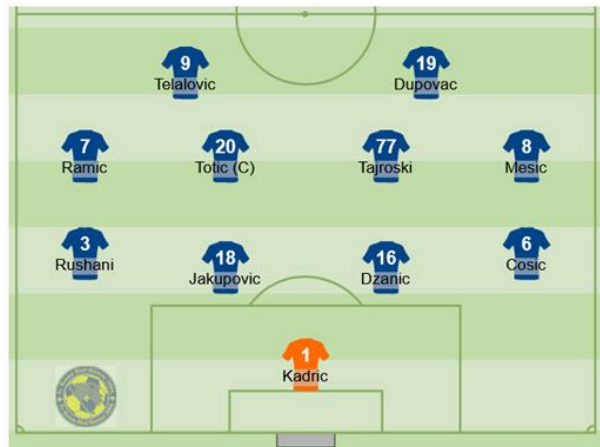 9
Telalovic
19
Dupovac
7
Ramic
20
Totic (C)
77
Tajroski
8
Mesic
3
Rushani
18
Jakupovic
16
Dzanic
6
Cosic
1
Kadric